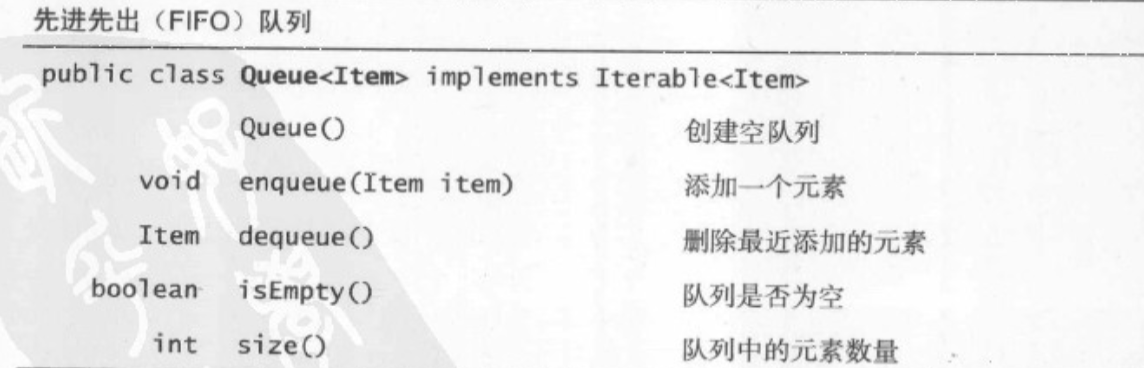 先进先出（FIFO）队列
public class Queue<Item> implements Iterable<Item>
Queue() 创建空队列
void enqueue(Item item) 添加一个元素
Item dequeue() 删除最近添加的元素
boolean isEmpty() 队列是否为空
int size() 队列中的元素数量